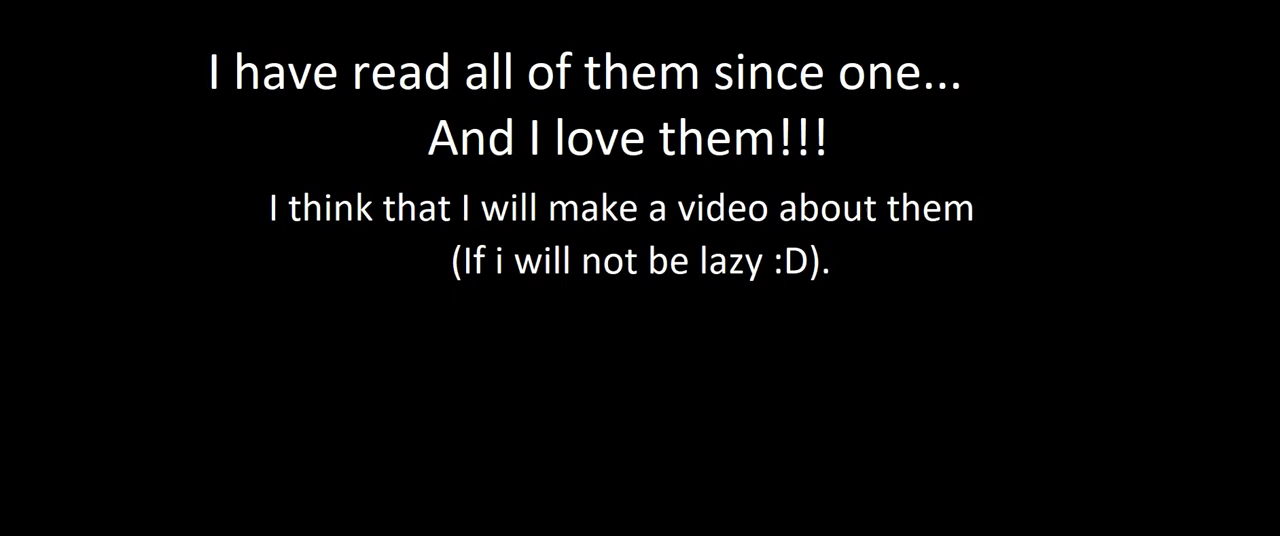 I have read all of them since one...
And I love them!!!
I think that I will make a video about them
(If i will not be lazy :D).